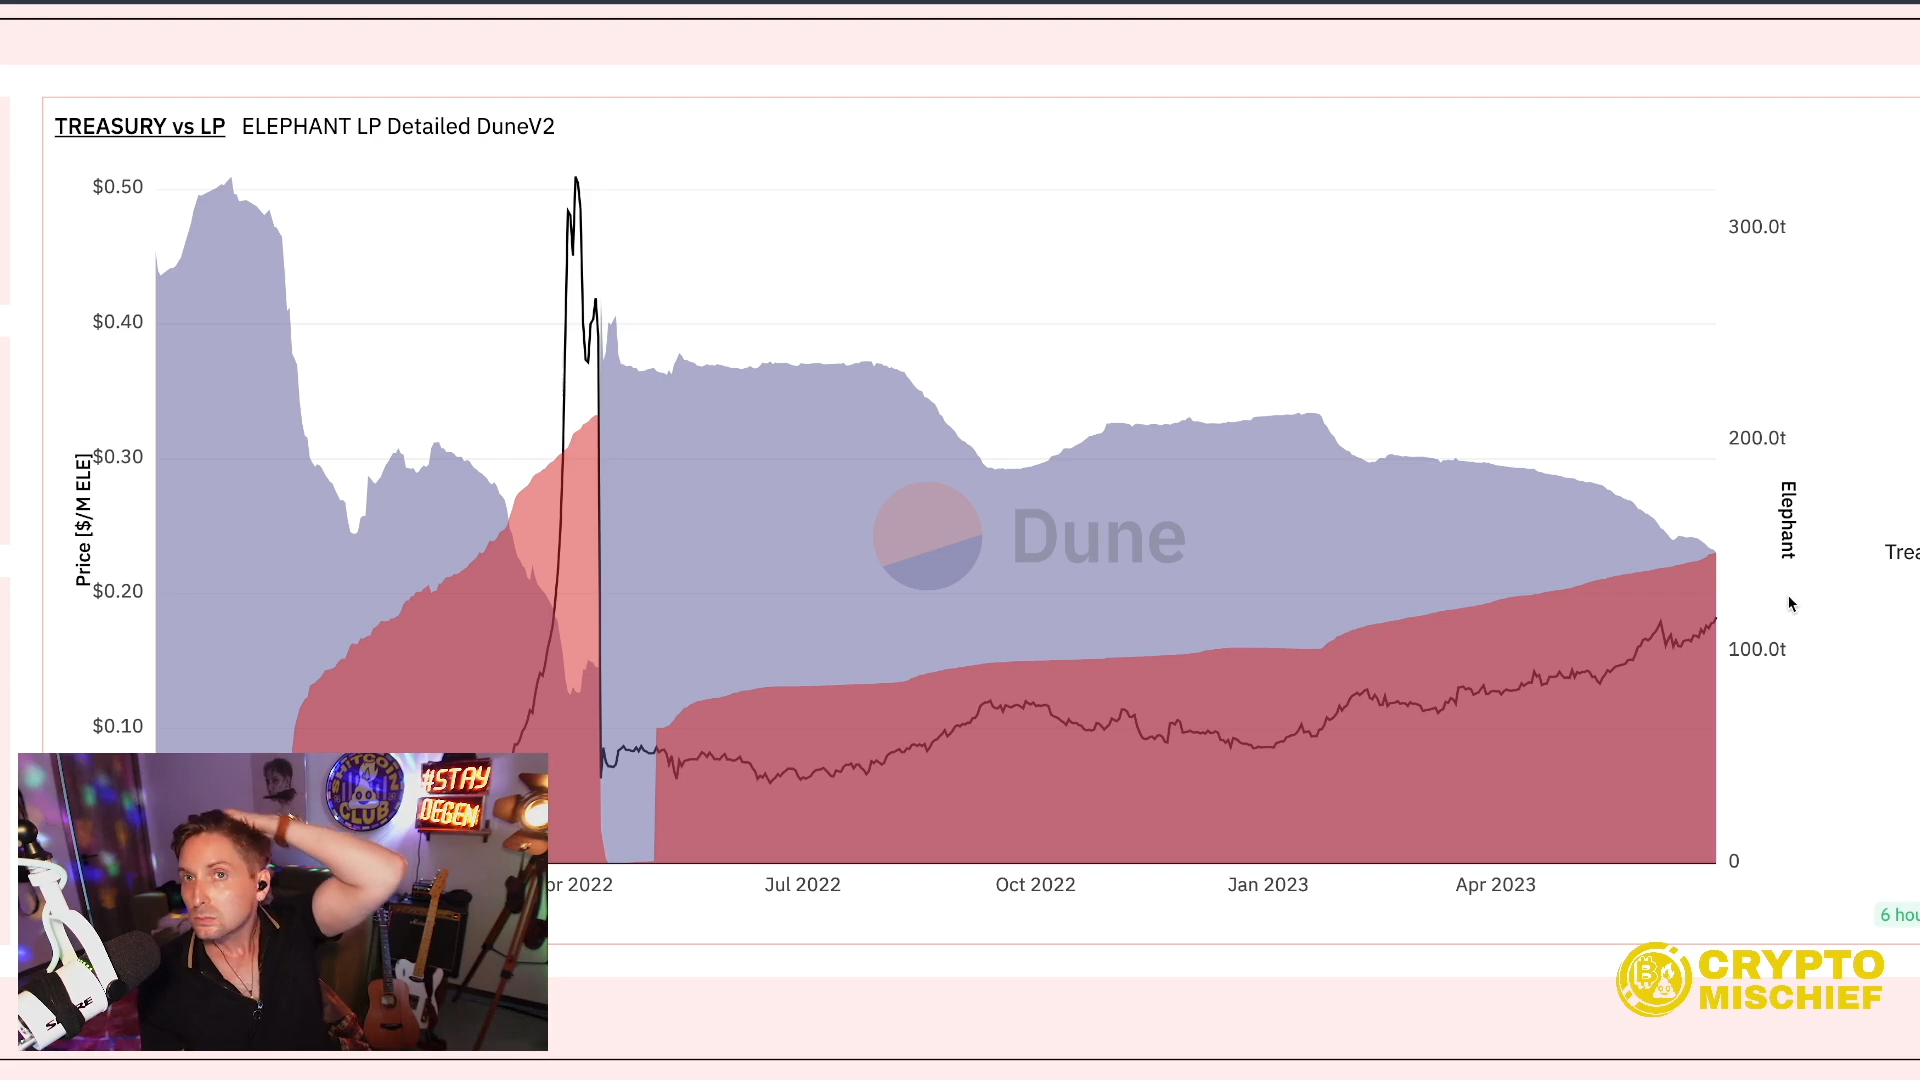 TREASURY vs LP ELEPHANT LP Detailed DuneV2
$0.50
$0.40
$0.30
$0.20
$0.10
Price [$/M ELE]
300.0t
200.0t
100.0t
0
Elephant
Trea
Dune
pr 2022
Jul 2022
Oct 2022
Jan 2023
Apr 2023
6 hou
SHITCOIN
CLUB
#STAY
DEGEN
CRYPTO
MISCHIEF